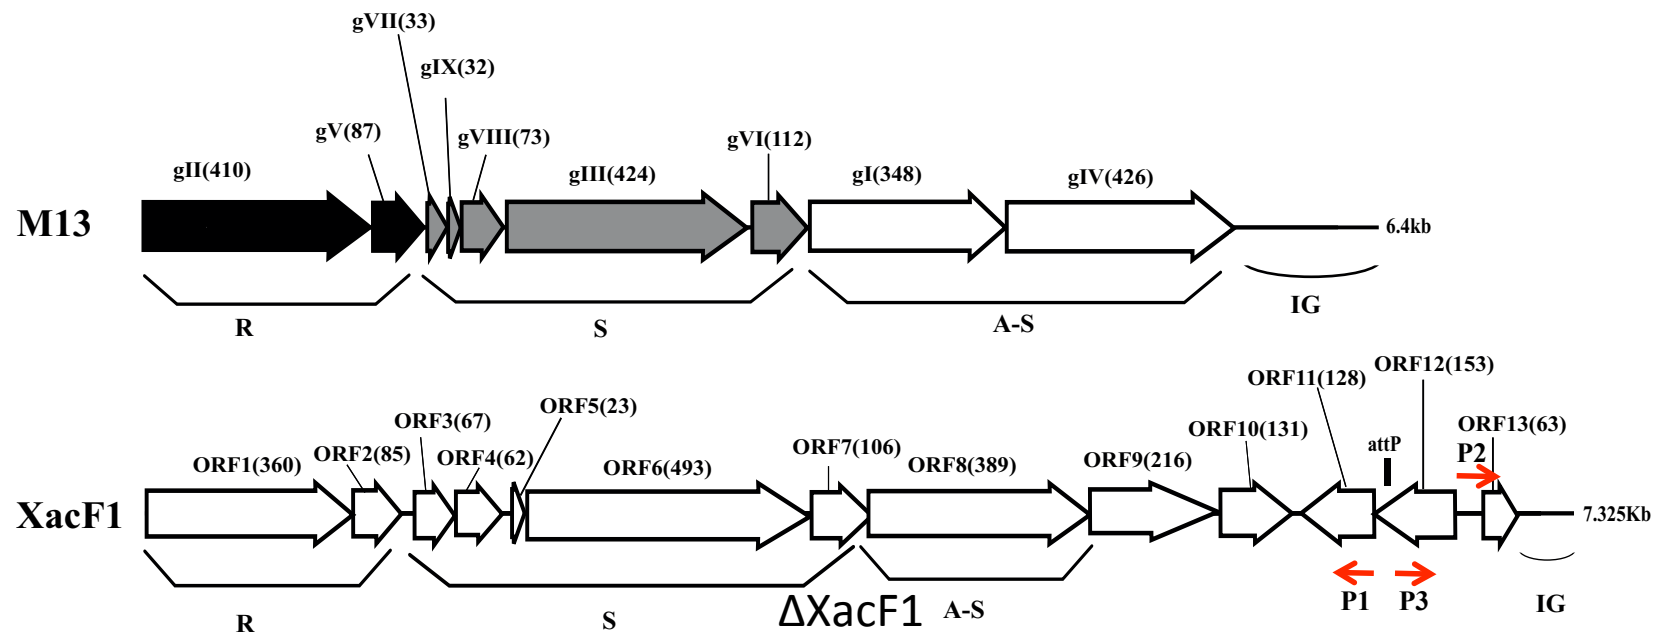 gVII(33)
gIX(32)
gV(87)
gVIII(73)
gVI(112)
gII(410)
gIII(424)
gI(348)
gIV(426)
M13
6.4kb
R
S
A-S
IG
ORF12(153)
ORF11(128)
ORF5(23)
ORF3(67)
ORF13(63)
ORF10(131)
attP
ORF2(85)
ORF4(62)
ORF7(106)
P2
ORF1(360)
ORF6(493)
ORF8(389)
ORF9(216)
XacF1
7.325Kb
P1
P3
R
S
ΔXacF1
A-S
IG